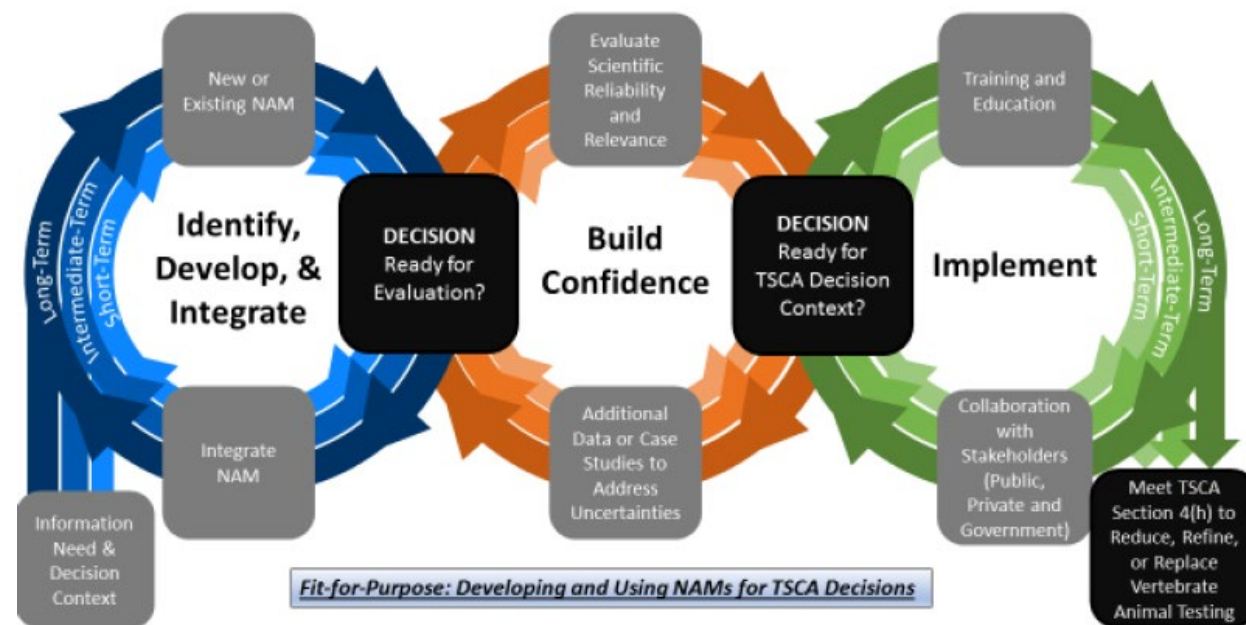 New or
Existing NAM
Long-Term
Intermediate-Term
Short-Term
Identify,
Develop, &
Integrate
Integrate
NAM
Information
Need &
Decision
Context
DECISION
Ready for
Evaluation?
Evaluate
Scientific
Reliability
and
Relevance
Build
Confidence
Additional
Data or Case
Studies to
Address
Uncertainties
DECISION
Ready for
TSCA Decision
Context?
Training and
Education
Implement
Short-Term
Intermediate-Term
Long-Term
Collaboration
with
Stakeholders
(Public,
Private and
Government)
Meet TSCA
Section 4(h) to
Reduce, Refine,
or Replace
Vertebrate
Animal Testing
Fit-for-Purpose: Developing and Using NAMs for TSCA Decisions